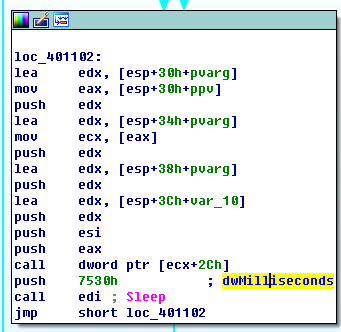 loc_401102:
lea edx, [esp+30h+pvarg]
mov eax, [esp+30h+ppv]
push edx
lea edx, [esp+34h+pvarg]
mov ecx, [eax]
push edx
lea edx, [esp+38h+pvarg]
push edx
lea edx, [esp+3Ch+var_10]
push edx
push esi
push eax
call dword ptr [ecx+2Ch]
push 7530h ; dwMilliseconds
call edi ; Sleep
jmp short loc_401102